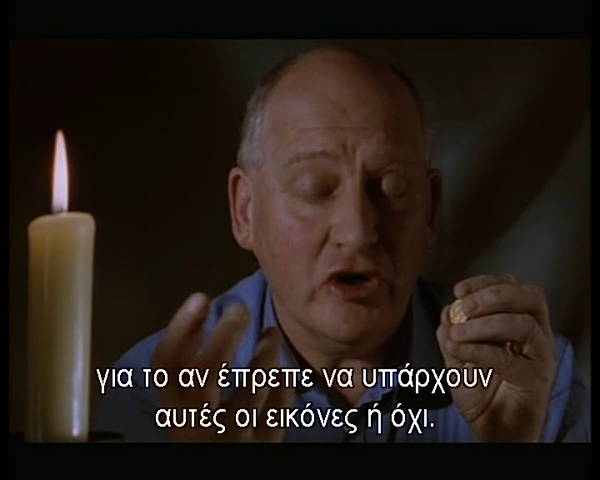 για το αν έπρεπε να υπάρχουν
αυτές οι εικόνες ή όχι.